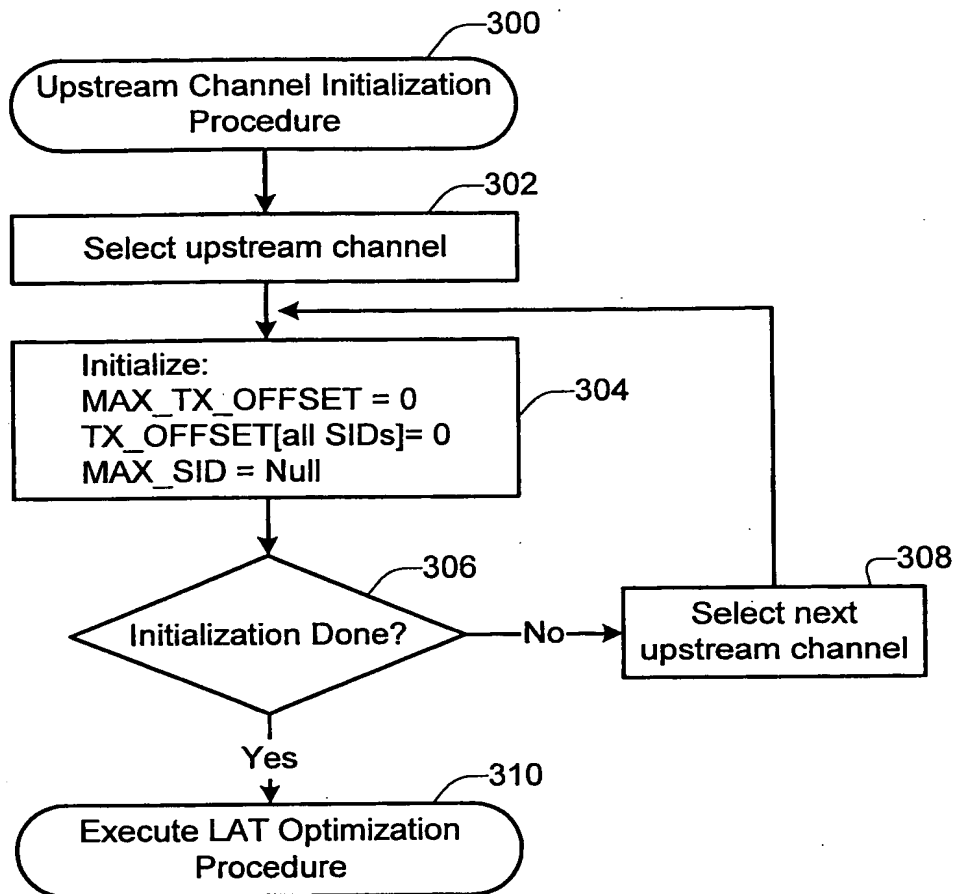 300
Upstream Channel Initialization
Procedure
302
Select upstream channel
Initialize:
MAX_TX_OFFSET = 0
TX_OFFSET[all SIDs]= 0
MAX_SID = Null
304
306
Initialization Done?
No
308
Select next
upstream channel
Yes
310
Execute LAT Optimization
Procedure